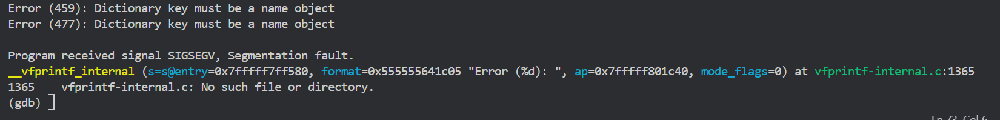 Error (459): Dictionary key must be a name object
Error (477): Dictionary key must be a name object
Program received signal SIGSEGV, Segmentation fault.
__vfprintf_internal (s=s@entry=0x7fffff7ff580, format=0x555555641c05 "Error (%d): ", ap=0x7fffff801c40, mode_flags=0) at vfprintf-internal.c:1365
1365    vfprintf-internal.c: No such file or directory.
(gdb)
Ln 73, Col 6